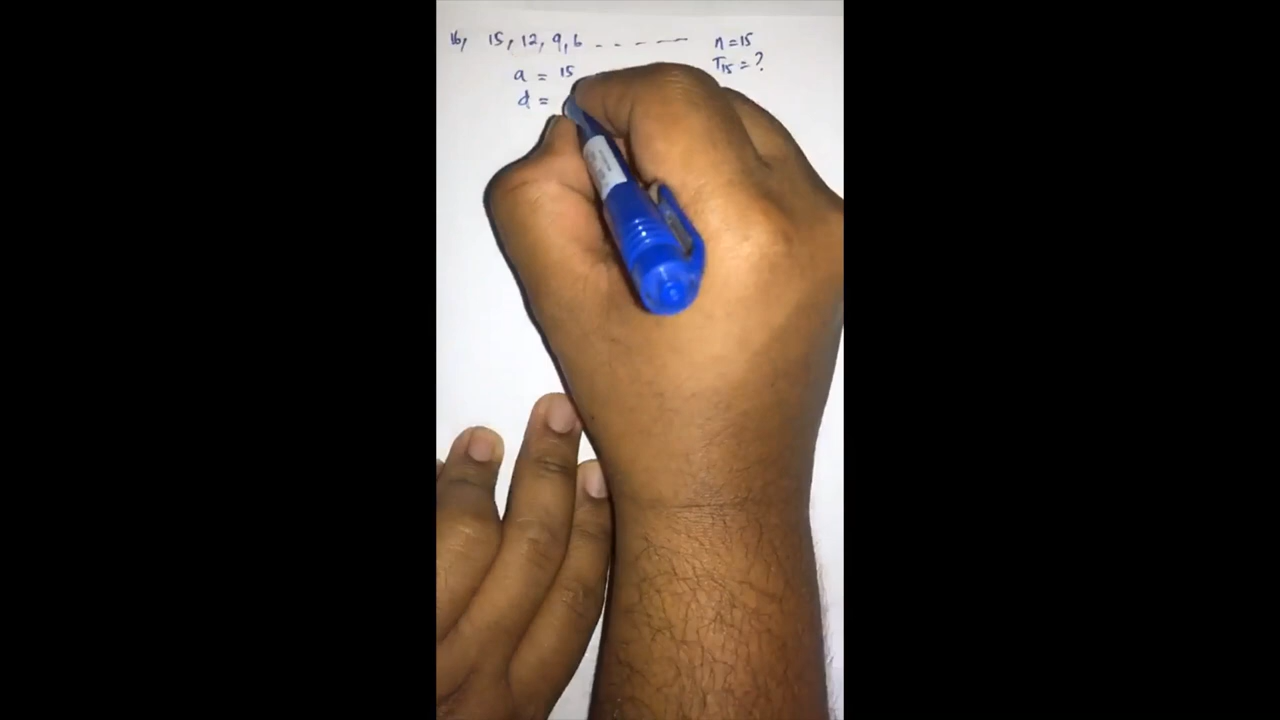 16, 15, 12, 9, 6 - - - - - n = 15
a = 15 T₁₅ = ?
d =